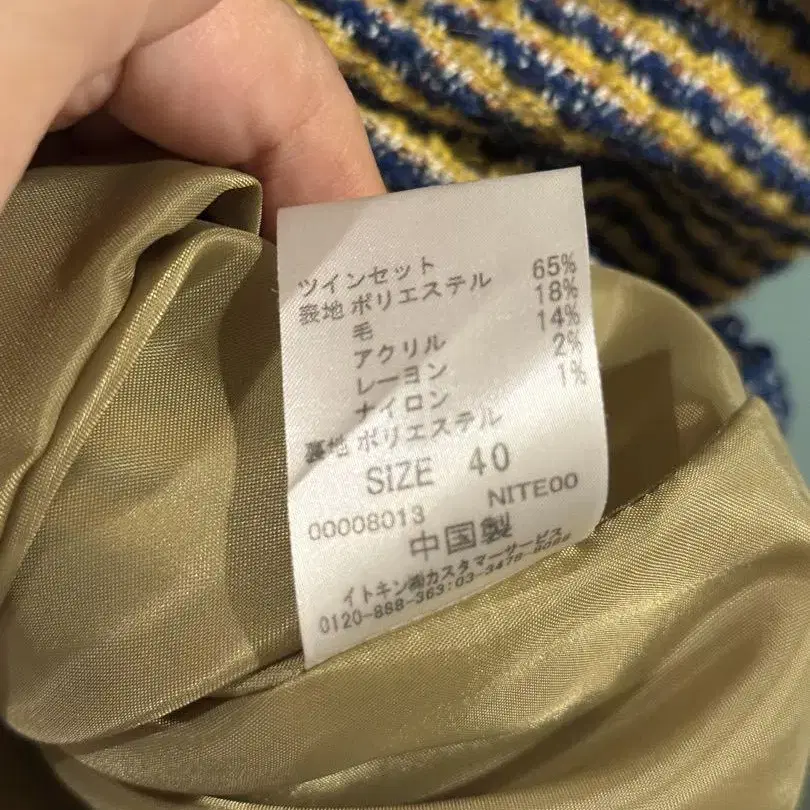 ツインセット
表地 ポリエステル 65%
毛 18%
アクリル 14%
レーヨン 2%
ナイロン 1%
裏地 ポリエステル
SIZE 40
00008013 NITE00
中国製
イトキン㈱カスタマーサービス
0120-888-363:03-3478-8088